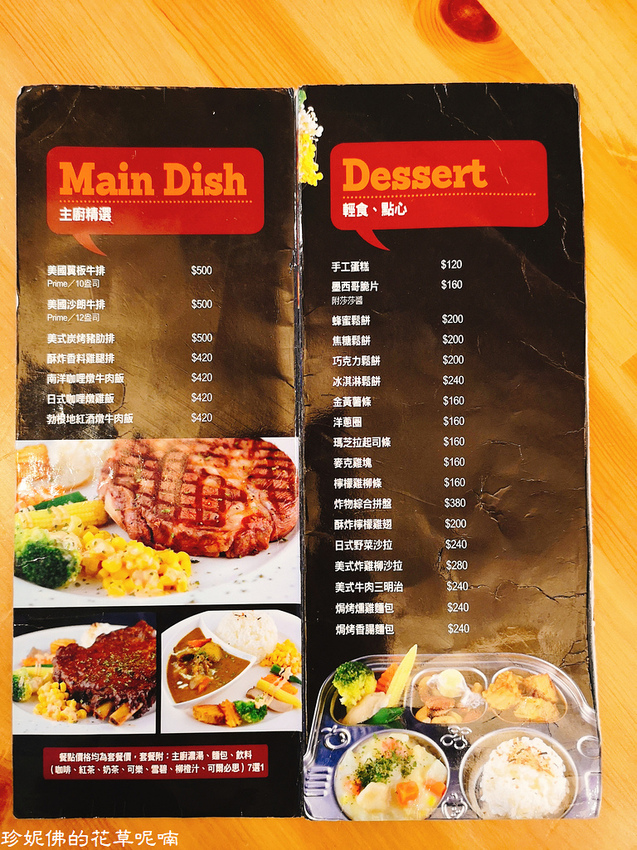 Main Dish
主廚精選
美國翼板牛排 $500
Prime／10盎司
美國沙朗牛排 $500
Prime／12盎司
美式炭烤豬肋排 $500
酥炸香料雞腿排 $420
南洋咖哩燉牛肉飯 $420
日式咖哩燉雞飯 $420
勃根地紅酒燉牛肉飯 $420
餐點價格均為套餐價，套餐附：主廚濃湯、麵包、飲料
（咖啡、紅茶、奶茶、可樂、雪碧、柳橙汁、可爾必思）7選1
Dessert
輕食、點心
手工蛋糕 $120
墨西哥脆片 $160
附莎莎醬
蜂蜜鬆餅 $200
焦糖鬆餅 $200
巧克力鬆餅 $200
冰淇淋鬆餅 $240
金黃薯條 $160
洋蔥圈 $160
瑪芝拉起司條 $160
麥克雞塊 $160
檸檬雞柳條 $160
炸物綜合拼盤 $380
酥炸檸檬雞翅 $200
日式野菜沙拉 $240
美式炸雞柳沙拉 $280
美式牛肉三明治 $240
焗烤燻雞麵包 $240
焗烤香腸麵包 $240
珍妮佛的花草呢喃